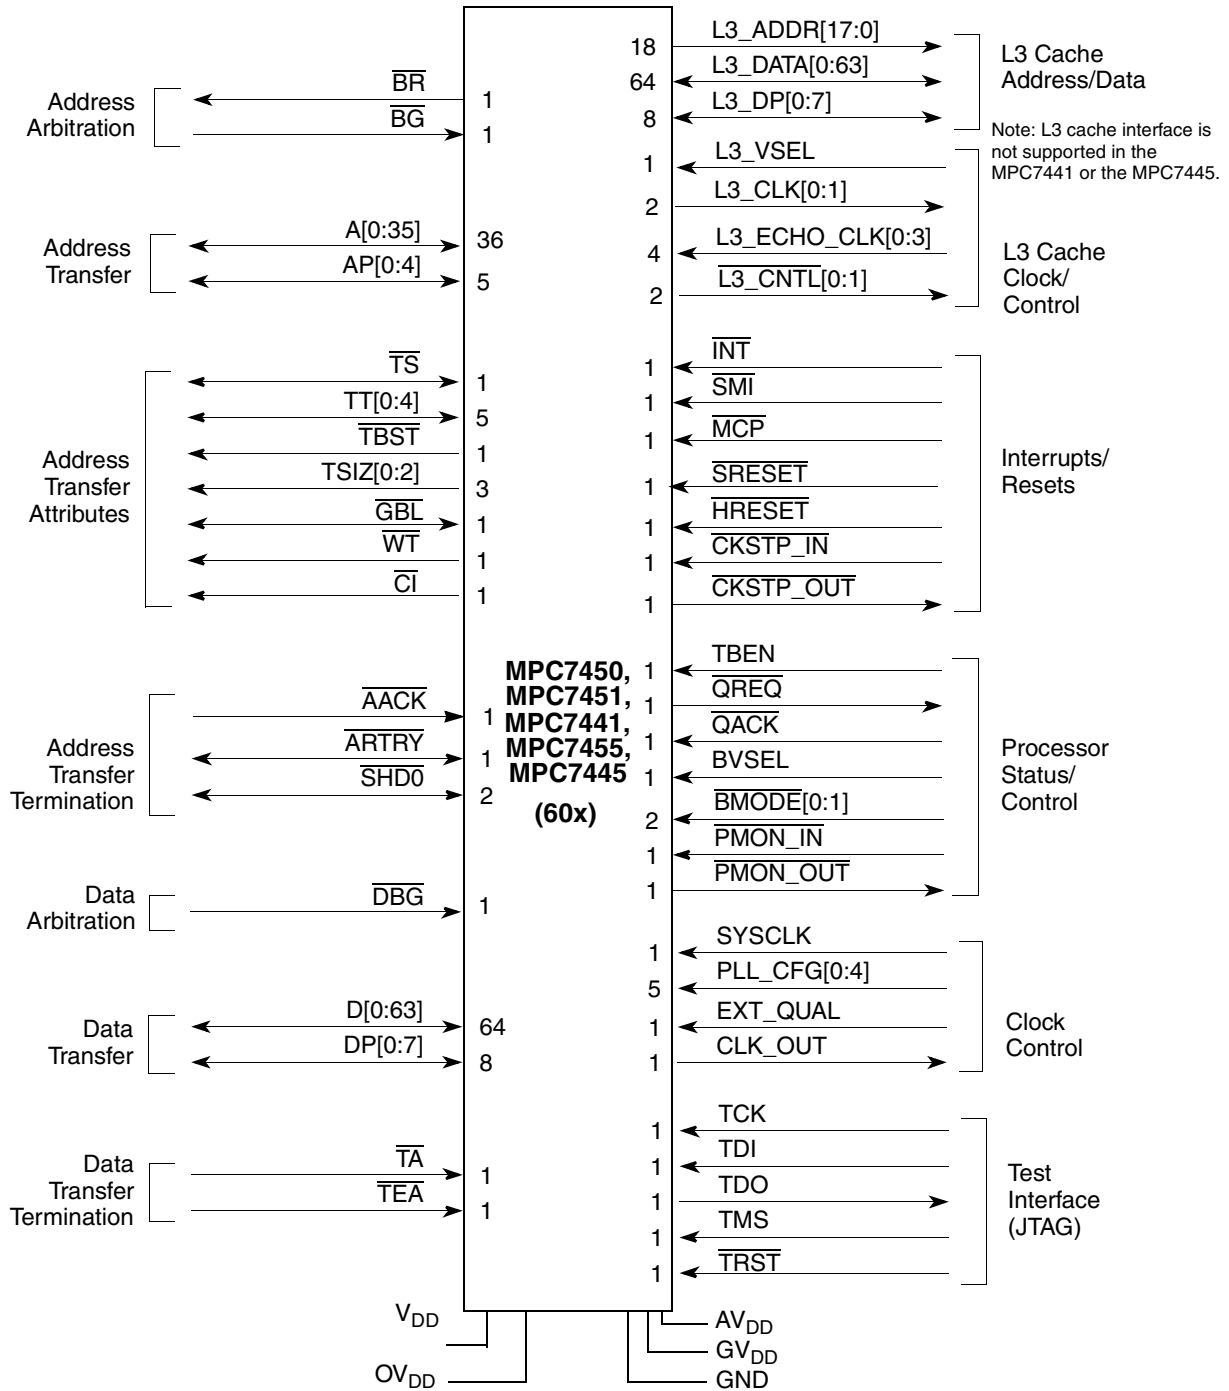 Address
Arbitration
BR
1
BG
1
Address
Transfer
A[0:35]
36
AP[0:4]
5
Address
Transfer
Attributes
TS
1
TT[0:4]
5
TBST
1
TSIZ[0:2]
3
GBL
1
WT
1
CI
1
Address
Transfer
Termination
AACK
1
ARTRY
1
SHD0
2
Data
Arbitration
DBG
1
Data
Transfer
D[0:63]
64
DP[0:7]
8
Data
Transfer
Termination
TA
1
TEA
1
MPC7450,
MPC7451,
MPC7441,
MPC7455,
MPC7445
(60x)
18
L3_ADDR[17:0]
64
L3_DATA[0:63]
8
L3_DP[0:7]
L3 Cache
Address/Data
Note: L3 cache interface is
not supported in the
MPC7441 or the MPC7445.
1
L3_VSEL
2
L3_CLK[0:1]
4
L3_ECHO_CLK[0:3]
2
L3_CNTL[0:1]
L3 Cache
Clock/
Control
1
INT
1
SMI
1
MCP
1
SRESET
1
HRESET
1
CKSTP_IN
1
CKSTP_OUT
Interrupts/
Resets
1
TBEN
1
QREQ
1
QACK
1
BVSEL
2
BMODE[0:1]
1
PMON_IN
1
PMON_OUT
Processor
Status/
Control
1
SYSCLK
5
PLL_CFG[0:4]
1
EXT_QUAL
1
CLK_OUT
Clock
Control
1
TCK
1
TDI
1
TDO
1
TMS
1
TRST
Test
Interface
(JTAG)
VDD
OVDD
AVDD
GVDD
GND